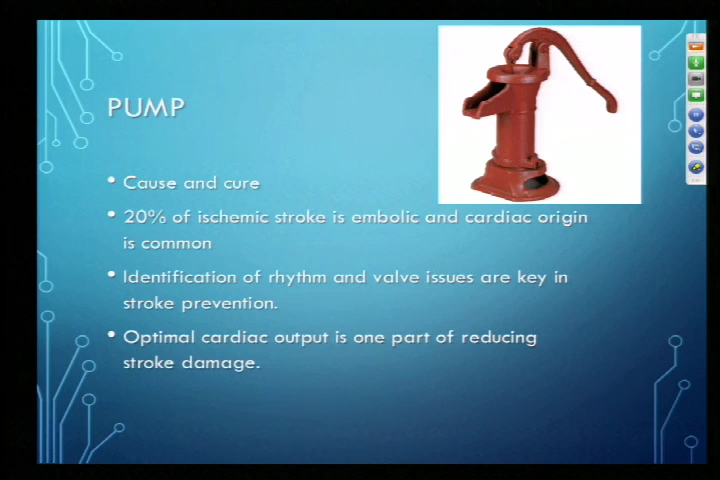 PUMP
• Cause and cure
• 20% of ischemic stroke is embolic and cardiac origin
is common
• Identification of rhythm and valve issues are key in
stroke prevention.
• Optimal cardiac output is one part of reducing
stroke damage.